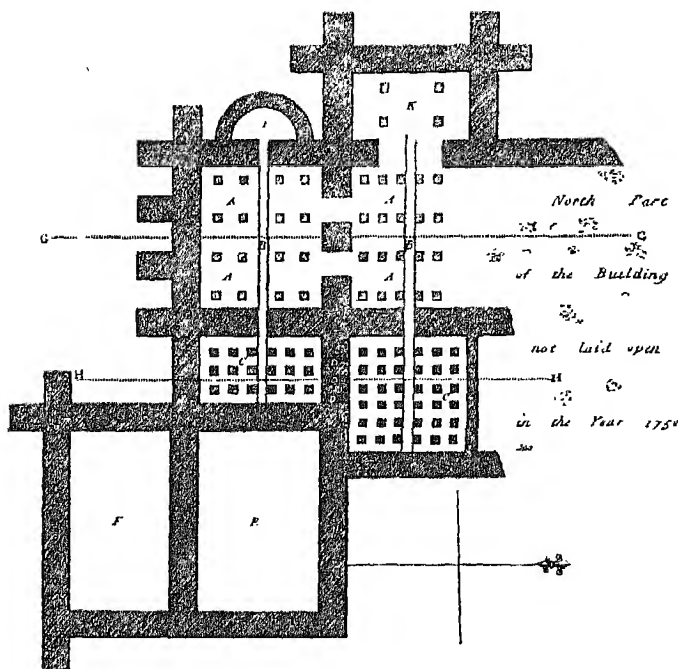 K
I
A A
North Part
G B B G
A A
of the Building
not laid open
C
H H
C
in the Year 175
F E